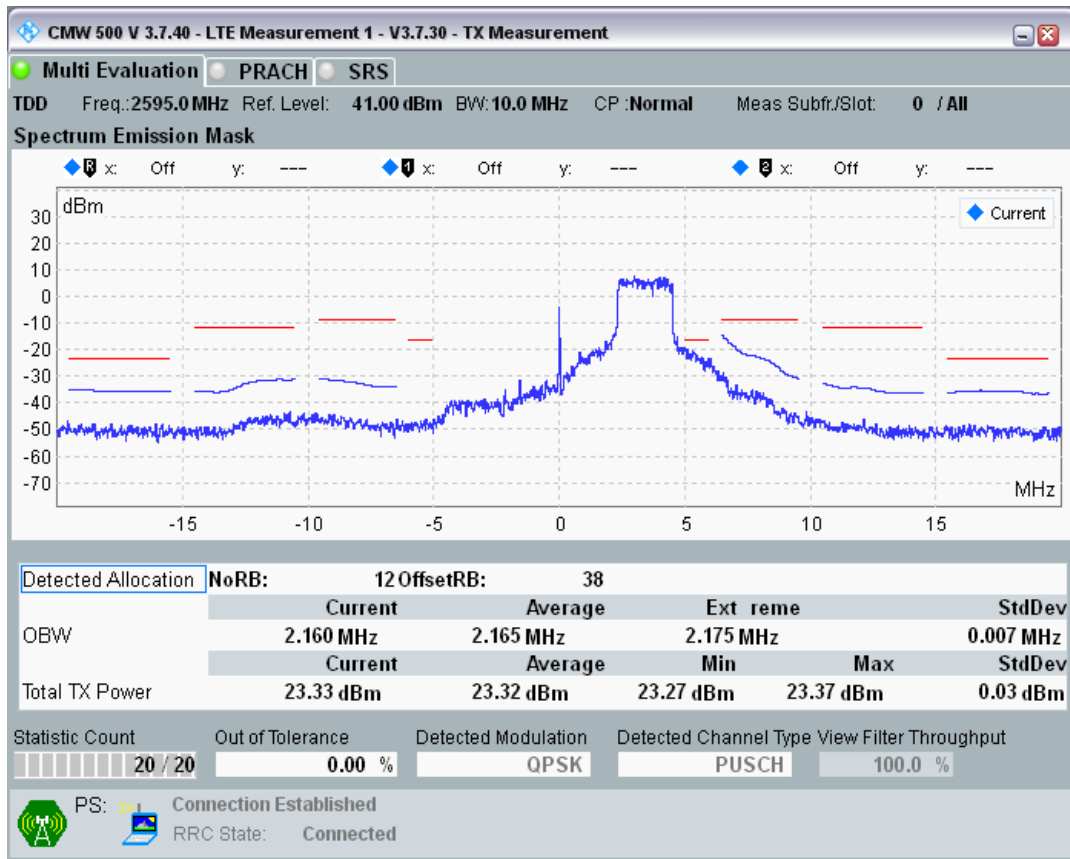 CMW 500 V 3.7.40 - LTE Measurement 1 - V3.7.30 - TX Measurement
Multi Evaluation PRACH SRS
TDD Freq.:2595.0 MHz Ref. Level: 41.00 dBm BW:10.0 MHz CP :Normal Meas Subfr./Slot: 0 / All
Spectrum Emission Mask
R x: Off y: --- 1 x: Off y: --- 2 x: Off y: ---
dBm
Current
30
20
10
0
-10
-20
-30
-40
-50
-60
-70
MHz
-15 -10 -5 0 5 10 15
Detected Allocation NoRB: 12 OffsetRB: 38
Current Average Ext reme StdDev
OBW 2.160 MHz 2.165 MHz 2.175 MHz 0.007 MHz
Current Average Min Max StdDev
Total TX Power 23.33 dBm 23.32 dBm 23.27 dBm 23.37 dBm 0.03 dBm
Statistic Count Out of Tolerance Detected Modulation Detected Channel Type View Filter Throughput
20 / 20 0.00 % QPSK PUSCH 100.0 %
PS: Connection Established
RRC State: Connected